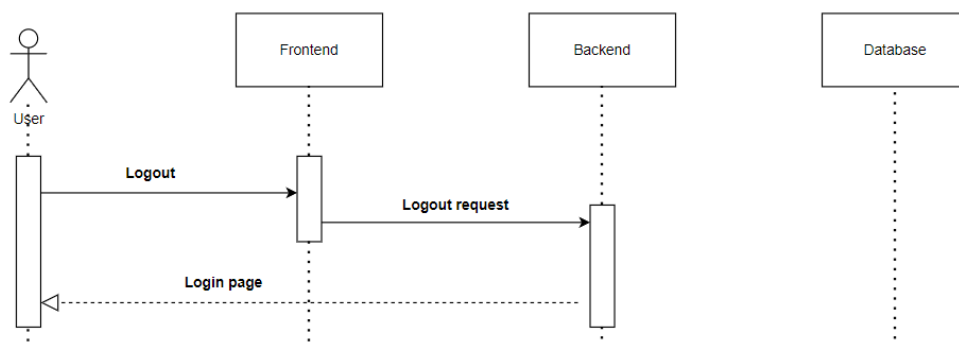 Frontend
Backend
Database
User
Logout
Logout request
Login page